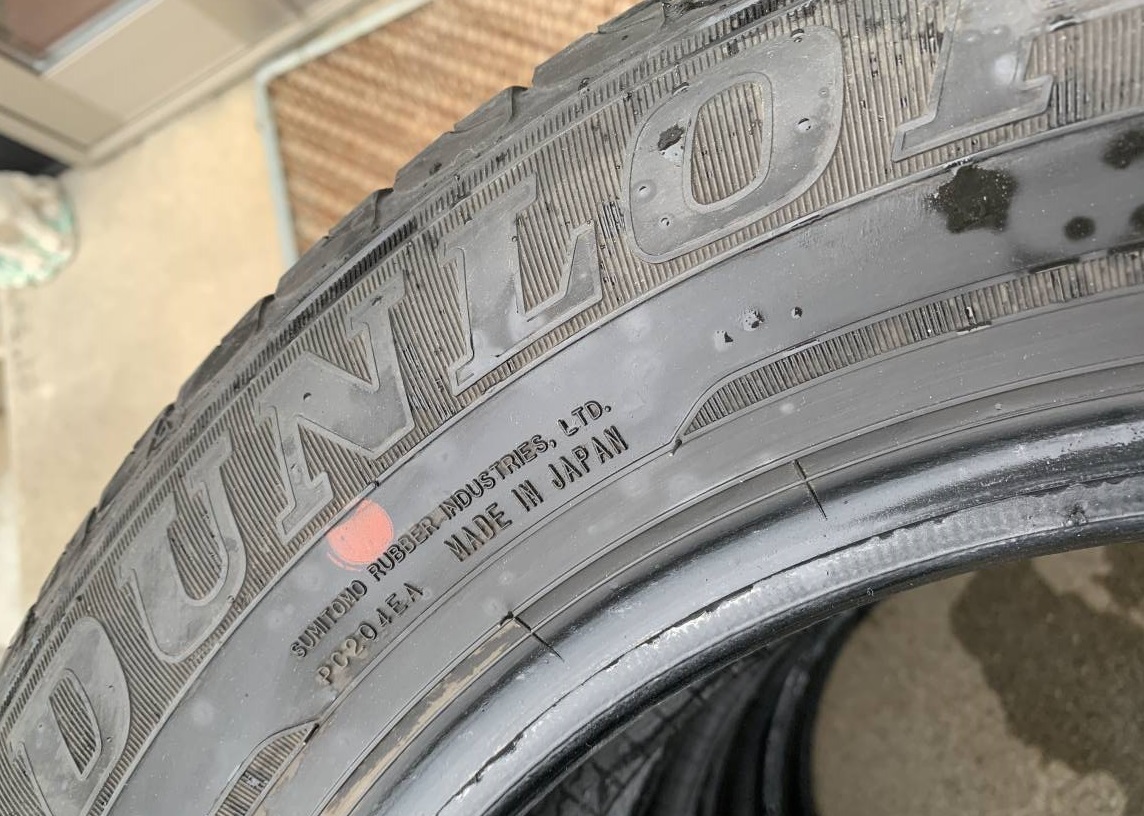 DUNLOP
SUMITOMO RUBBER INDUSTRIES, LTD.
PC204EA MADE IN JAPAN